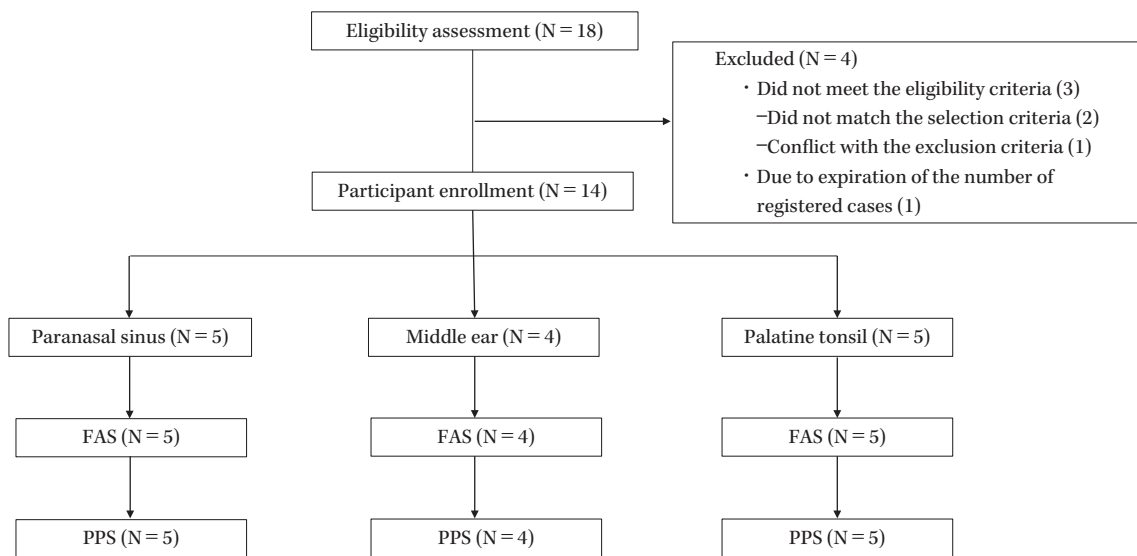 Eligibility assessment (N = 18)
Excluded (N = 4)
・Did not meet the eligibility criteria (3)
−Did not match the selection criteria (2)
−Conflict with the exclusion criteria (1)
・Due to expiration of the number of
registered cases (1)
Participant enrollment (N = 14)
Paranasal sinus (N = 5)
Middle ear (N = 4)
Palatine tonsil (N = 5)
FAS (N = 5)
FAS (N = 4)
FAS (N = 5)
PPS (N = 5)
PPS (N = 4)
PPS (N = 5)